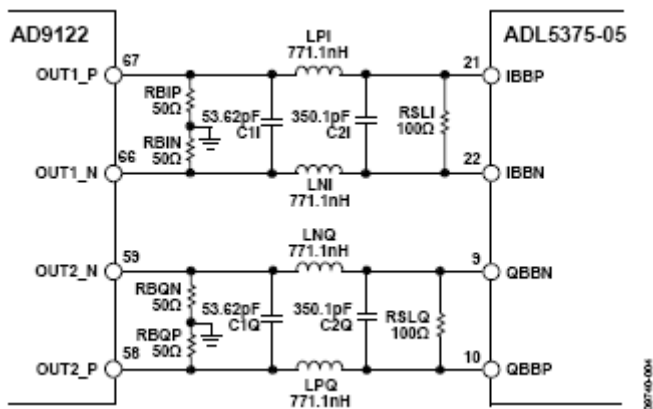 AD9122
ADL5375-05
LPI
771.1nH
67
21
OUT1_P
IBBP
RBIP
50Ω
53.62pF
C1I
350.1pF
C2I
RSLI
100Ω
RBIN
50Ω
66
22
OUT1_N
IBBN
LNI
771.1nH
59
LNQ
771.1nH
9
OUT2_N
QBBN
RBQN
50Ω
53.62pF
C1Q
350.1pF
C2Q
RSLQ
100Ω
RBQP
50Ω
58
10
OUT2_P
QBBP
LPQ
771.1nH
09740-004